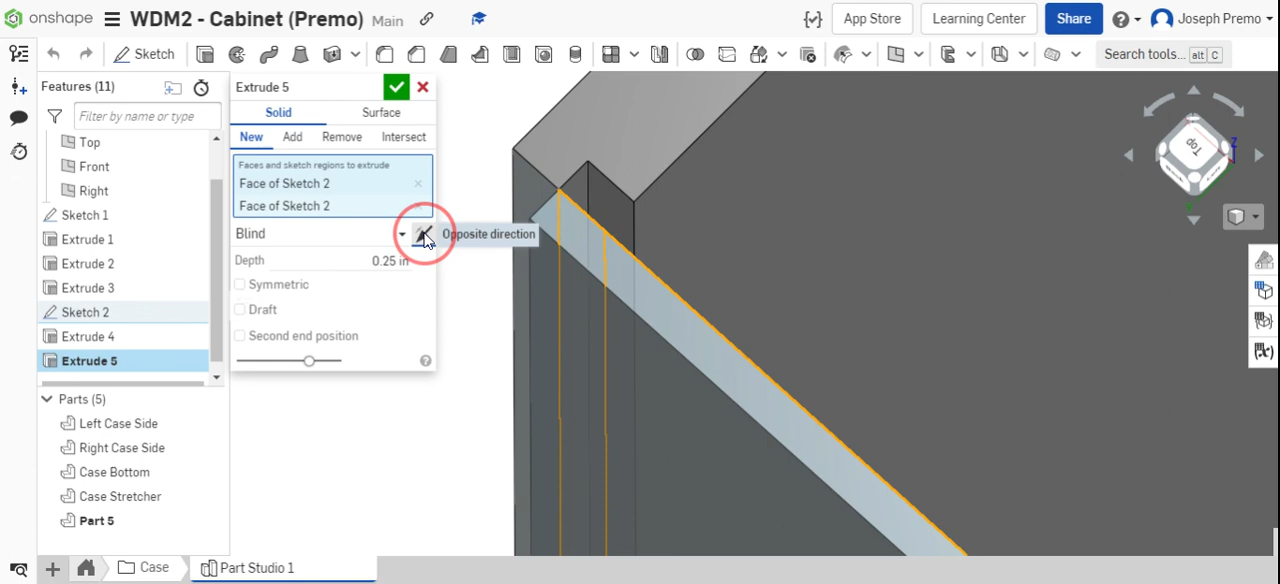 onshape WDM2 - Cabinet (Premo) Main App Store Learning Center Share Joseph Premo
Sketch Search tools... alt C
Features (11)
Filter by name or type
Top
Front
Right
Sketch 1
Extrude 1
Extrude 2
Extrude 3
Sketch 2
Extrude 4
Extrude 5
Parts (5)
Left Case Side
Right Case Side
Case Bottom
Case Stretcher
Part 5
Extrude 5
Solid Surface
New Add Remove Intersect
Faces and sketch regions to extrude
Face of Sketch 2
Face of Sketch 2
Blind
Opposite direction
Depth 0.25 in
Symmetric
Draft
Second end position
Top
Z
Case Part Studio 1